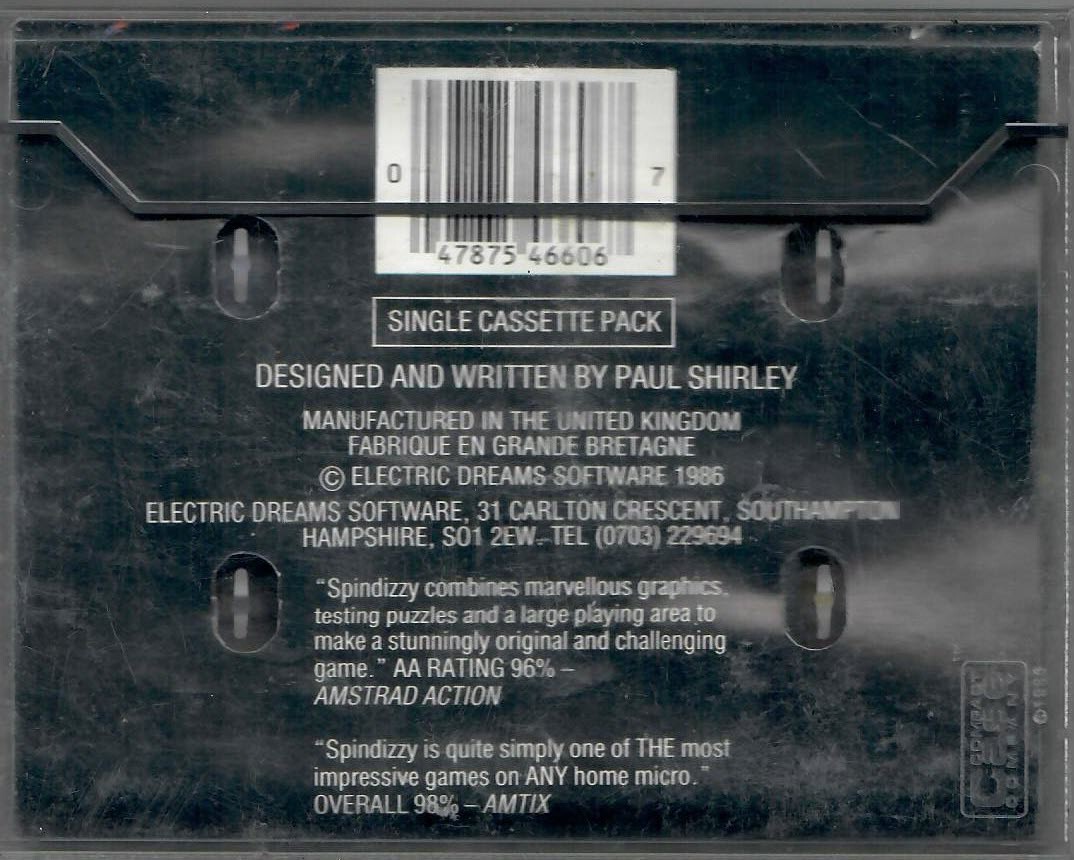 0 7
47875 46606
SINGLE CASSETTE PACK
DESIGNED AND WRITTEN BY PAUL SHIRLEY
MANUFACTURED IN THE UNITED KINGDOM
FABRIQUE EN GRANDE BRETAGNE
© ELECTRIC DREAMS SOFTWARE 1986
ELECTRIC DREAMS SOFTWARE, 31 CARLTON CRESCENT, SOUTHAMPTON
HAMPSHIRE, SO1 2EW. TEL (0703) 229694
“Spindizzy combines marvellous graphics,
testing puzzles and a large playing area to
make a stunningly original and challenging
game.” AA RATING 96% –
AMSTRAD ACTION
“Spindizzy is quite simply one of THE most
impressive games on ANY home micro.”
OVERALL 98% – AMTIX